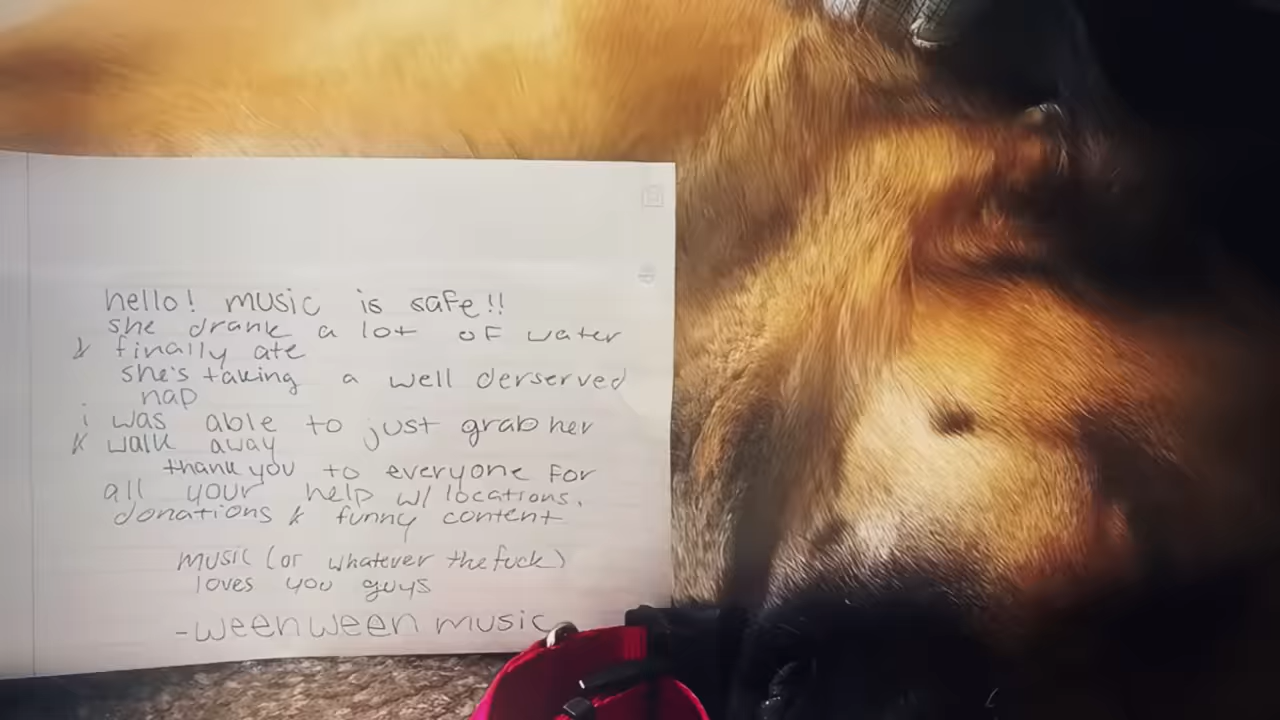 hello! music is safe!!
she drank a lot of water
& finally ate
she's taking a well derserved
nap
i was able to just grab her
& walk away
thank you to everyone for
all your help w/ locations,
donations & funny content
music (or whatever the fuck)
loves you guys
-weenween music